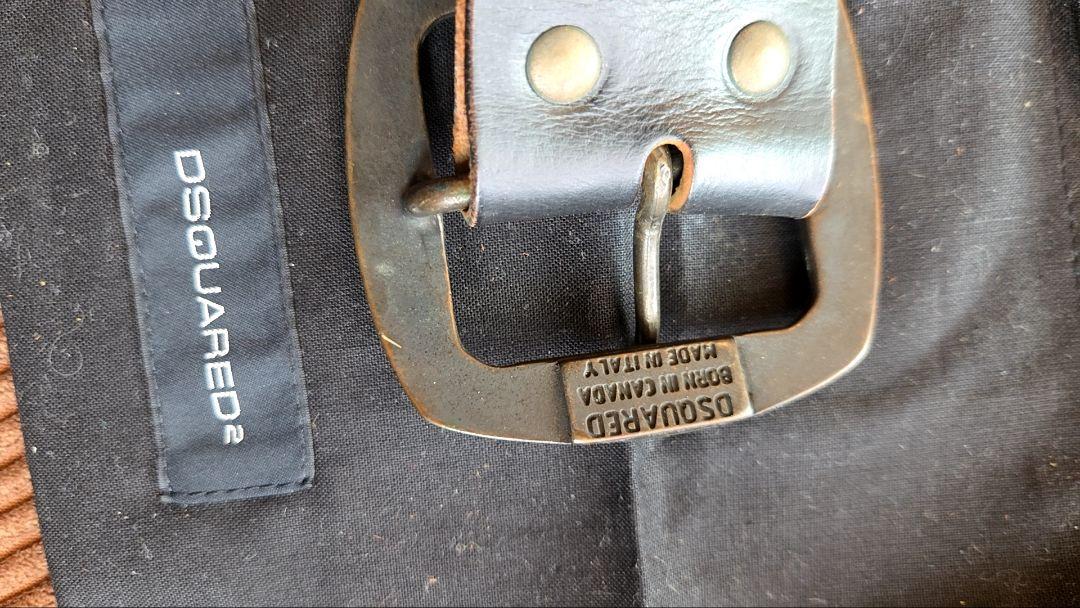 DSQUARED2
DSQUARED
BORN IN CANADA
MADE IN ITALY